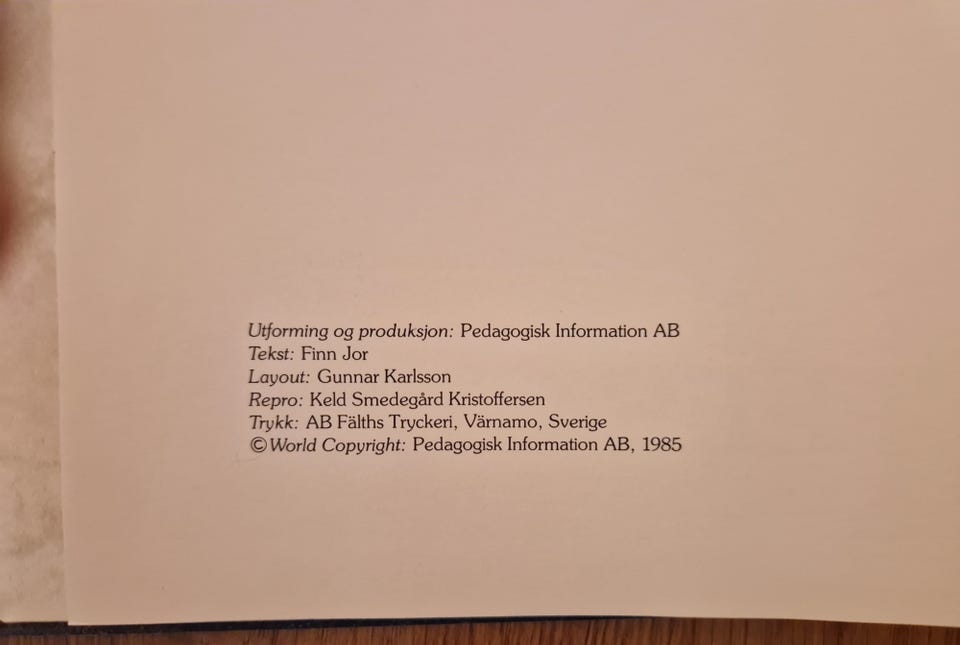 Utforming og produksjon: Pedagogisk Information AB
Tekst: Finn Jor
Layout: Gunnar Karlsson
Repro: Keld Smedegård Kristoffersen
Trykk: AB Fälths Tryckeri, Värnamo, Sverige
©World Copyright: Pedagogisk Information AB, 1985